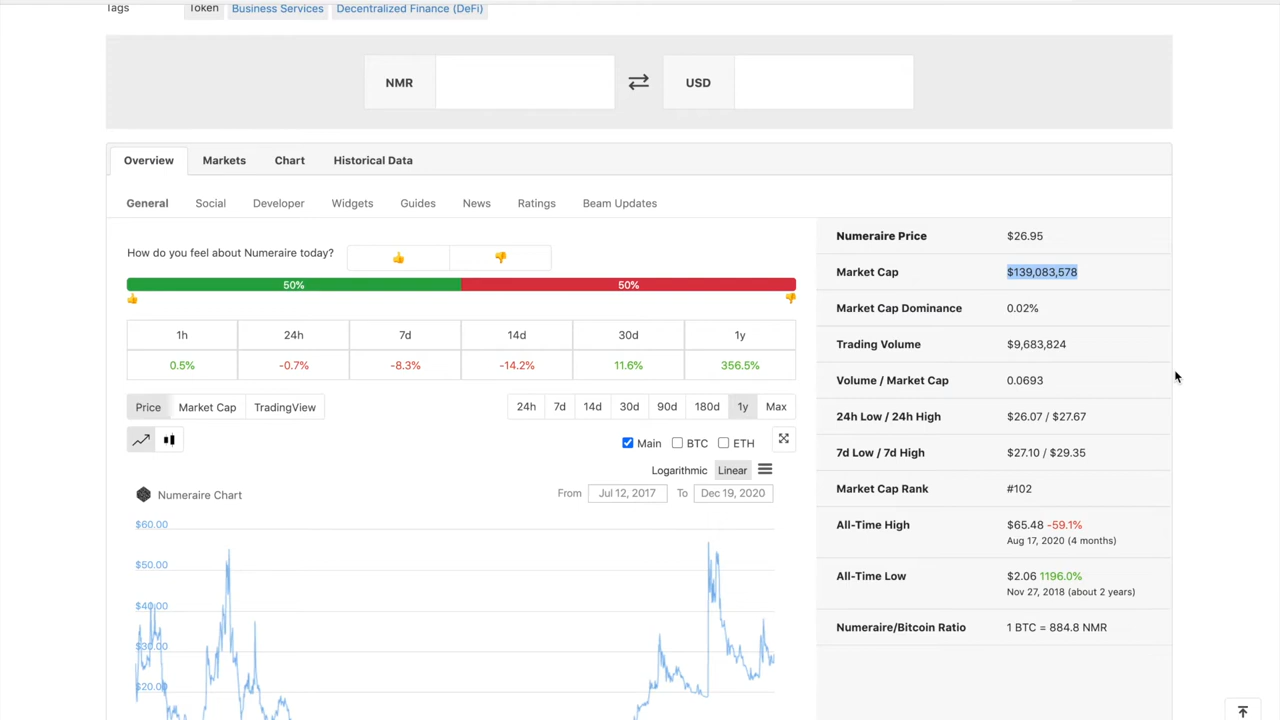 Tags Token Business Services Decentralized Finance (DeFi)
NMR USD
Overview Markets Chart Historical Data
General Social Developer Widgets Guides News Ratings Beam Updates
How do you feel about Numeraire today?
50% 50%
1h 24h 7d 14d 30d 1y
0.5% -0.7% -8.3% -14.2% 11.6% 356.5%
Price Market Cap TradingView
24h 7d 14d 30d 90d 180d 1y Max
Main BTC ETH
Logarithmic Linear
Numeraire Chart
From Jul 12, 2017 To Dec 19, 2020
$60.00
$50.00
$40.00
$30.00
$20.00
Numeraire Price $26.95
Market Cap $139,083,578
Market Cap Dominance 0.02%
Trading Volume $9,683,824
Volume / Market Cap 0.0693
24h Low / 24h High $26.07 / $27.67
7d Low / 7d High $27.10 / $29.35
Market Cap Rank #102
All-Time High $65.48 -59.1%
Aug 17, 2020 (4 months)
All-Time Low $2.06 1196.0%
Nov 27, 2018 (about 2 years)
Numeraire/Bitcoin Ratio 1 BTC = 884.8 NMR